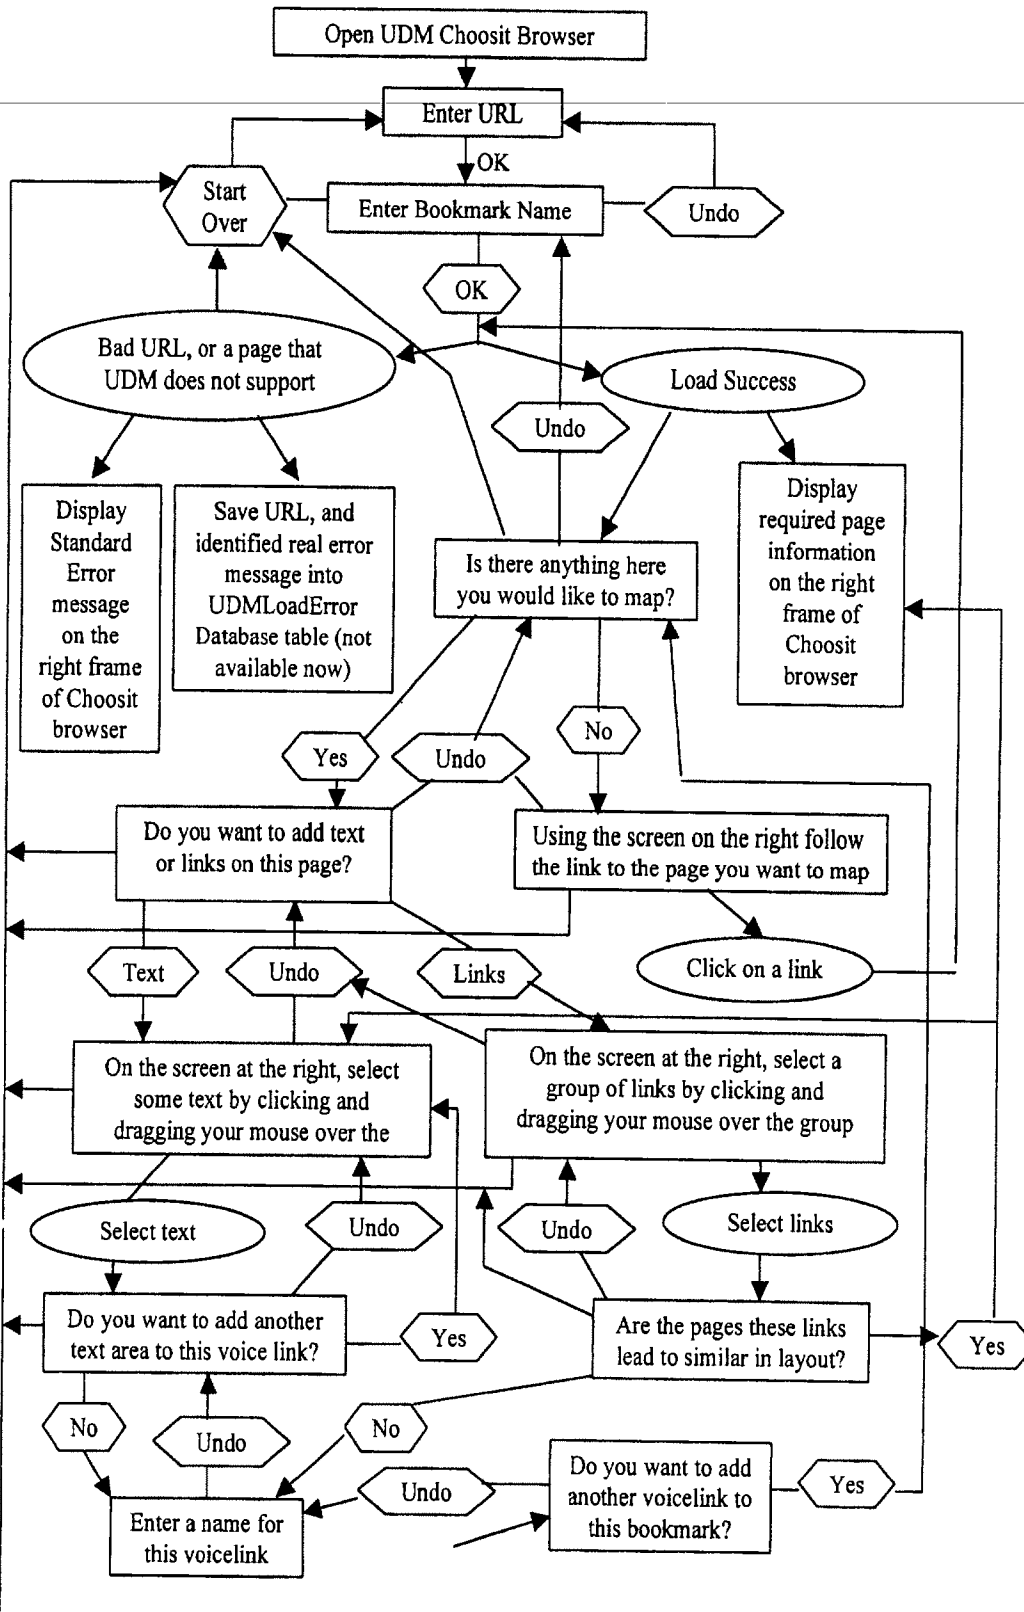 Open UDM Choosit Browser
Enter URL
OK
Start
Over
Enter Bookmark Name
Undo
OK
Bad URL, or a page that
UDM does not support
Load Success
Undo
Display
Standard
Error
message
on the
right frame
of Choosit
browser
Save URL, and
identified real error
message into
UDMLoadError
Database table (not
available now)
Is there anything here
you would like to map?
Display
required page
information
on the right
frame of
Choosit
browser
Yes
Undo
No
Do you want to add text
or links on this page?
Using the screen on the right follow
the link to the page you want to map
Text
Undo
Links
Click on a link
On the screen at the right, select
some text by clicking and
dragging your mouse over the
On the screen at the right, select a
group of links by clicking and
dragging your mouse over the group
Select text
Undo
Undo
Select links
Do you want to add another
text area to this voice link?
Yes
Are the pages these links
lead to similar in layout?
Yes
No
Undo
No
Enter a name for
this voicelink
Undo
Do you want to add
another voicelink to
this bookmark?
Yes